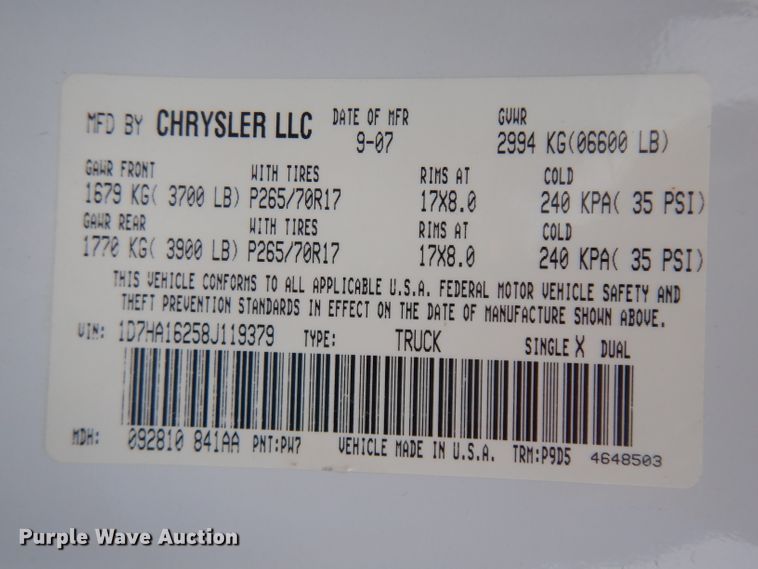 MFD BY CHRYSLER LLC DATE OF MFR 9-07 GVWR 2994 KG(06600 LB)
GAWR FRONT WITH TIRES RIMS AT COLD
1679 KG( 3700 LB) P265/70R17 17X8.0 240 KPA( 35 PSI)
GAWR REAR WITH TIRES RIMS AT COLD
1770 KG( 3900 LB) P265/70R17 17X8.0 240 KPA( 35 PSI)
THIS VEHICLE CONFORMS TO ALL APPLICABLE U.S.A. FEDERAL MOTOR VEHICLE SAFETY AND
THEFT PREVENTION STANDARDS IN EFFECT ON THE DATE OF MANUFACTURE SHOWN ABOVE.
VIN: 1D7HA16258J119379 TYPE: TRUCK SINGLE X DUAL
MDH: 092810 841AA PNT:PW7 VEHICLE MADE IN U.S.A. TRM:P9D5 4648503
Purple Wave Auction